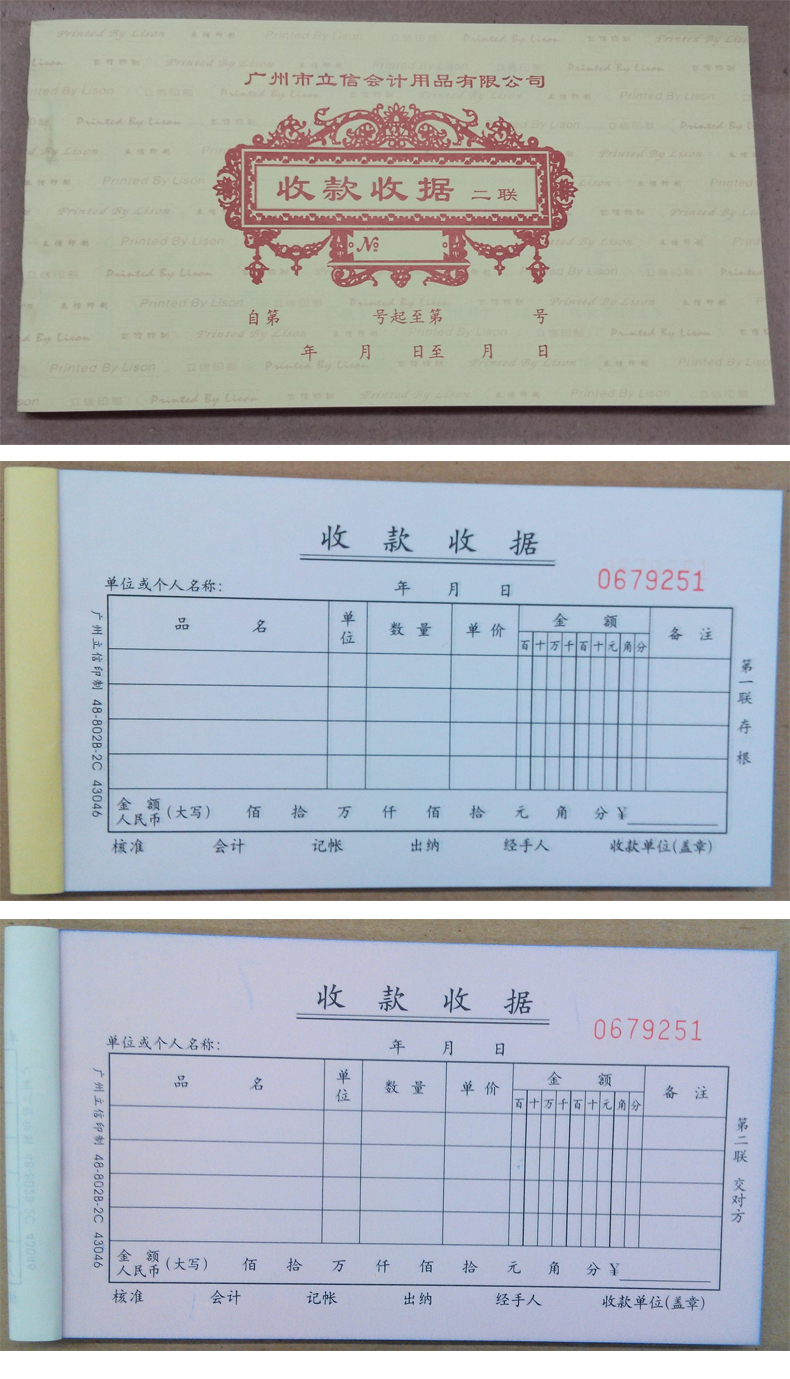 广州市立信会计用品有限公司
收款收据 二联
№
自第 号起至第 号
年 月 日至 月 日
Printed By Lison 立信印制
收 款 收 据
单位或个人名称: 年 月 日 0679251
品 名 单位 数 量 单 价 金 额 备 注
百 十 万 千 百 十 元 角 分
金 额
人民币 (大写) 佰 拾 万 仟 佰 拾 元 角 分 ¥
核准 会计 记帐 出纳 经手人 收款单位(盖章)
广州立信印制 48-802B-2C 43046
第一联 存根
收 款 收 据
单位或个人名称: 年 月 日 0679251
品 名 单位 数 量 单 价 金 额 备 注
百 十 万 千 百 十 元 角 分
金 额
人民币 (大写) 佰 拾 万 仟 佰 拾 元 角 分 ¥
核准 会计 记帐 出纳 经手人 收款单位(盖章)
广州立信印制 48-802B-2C 43046
第二联 交对方